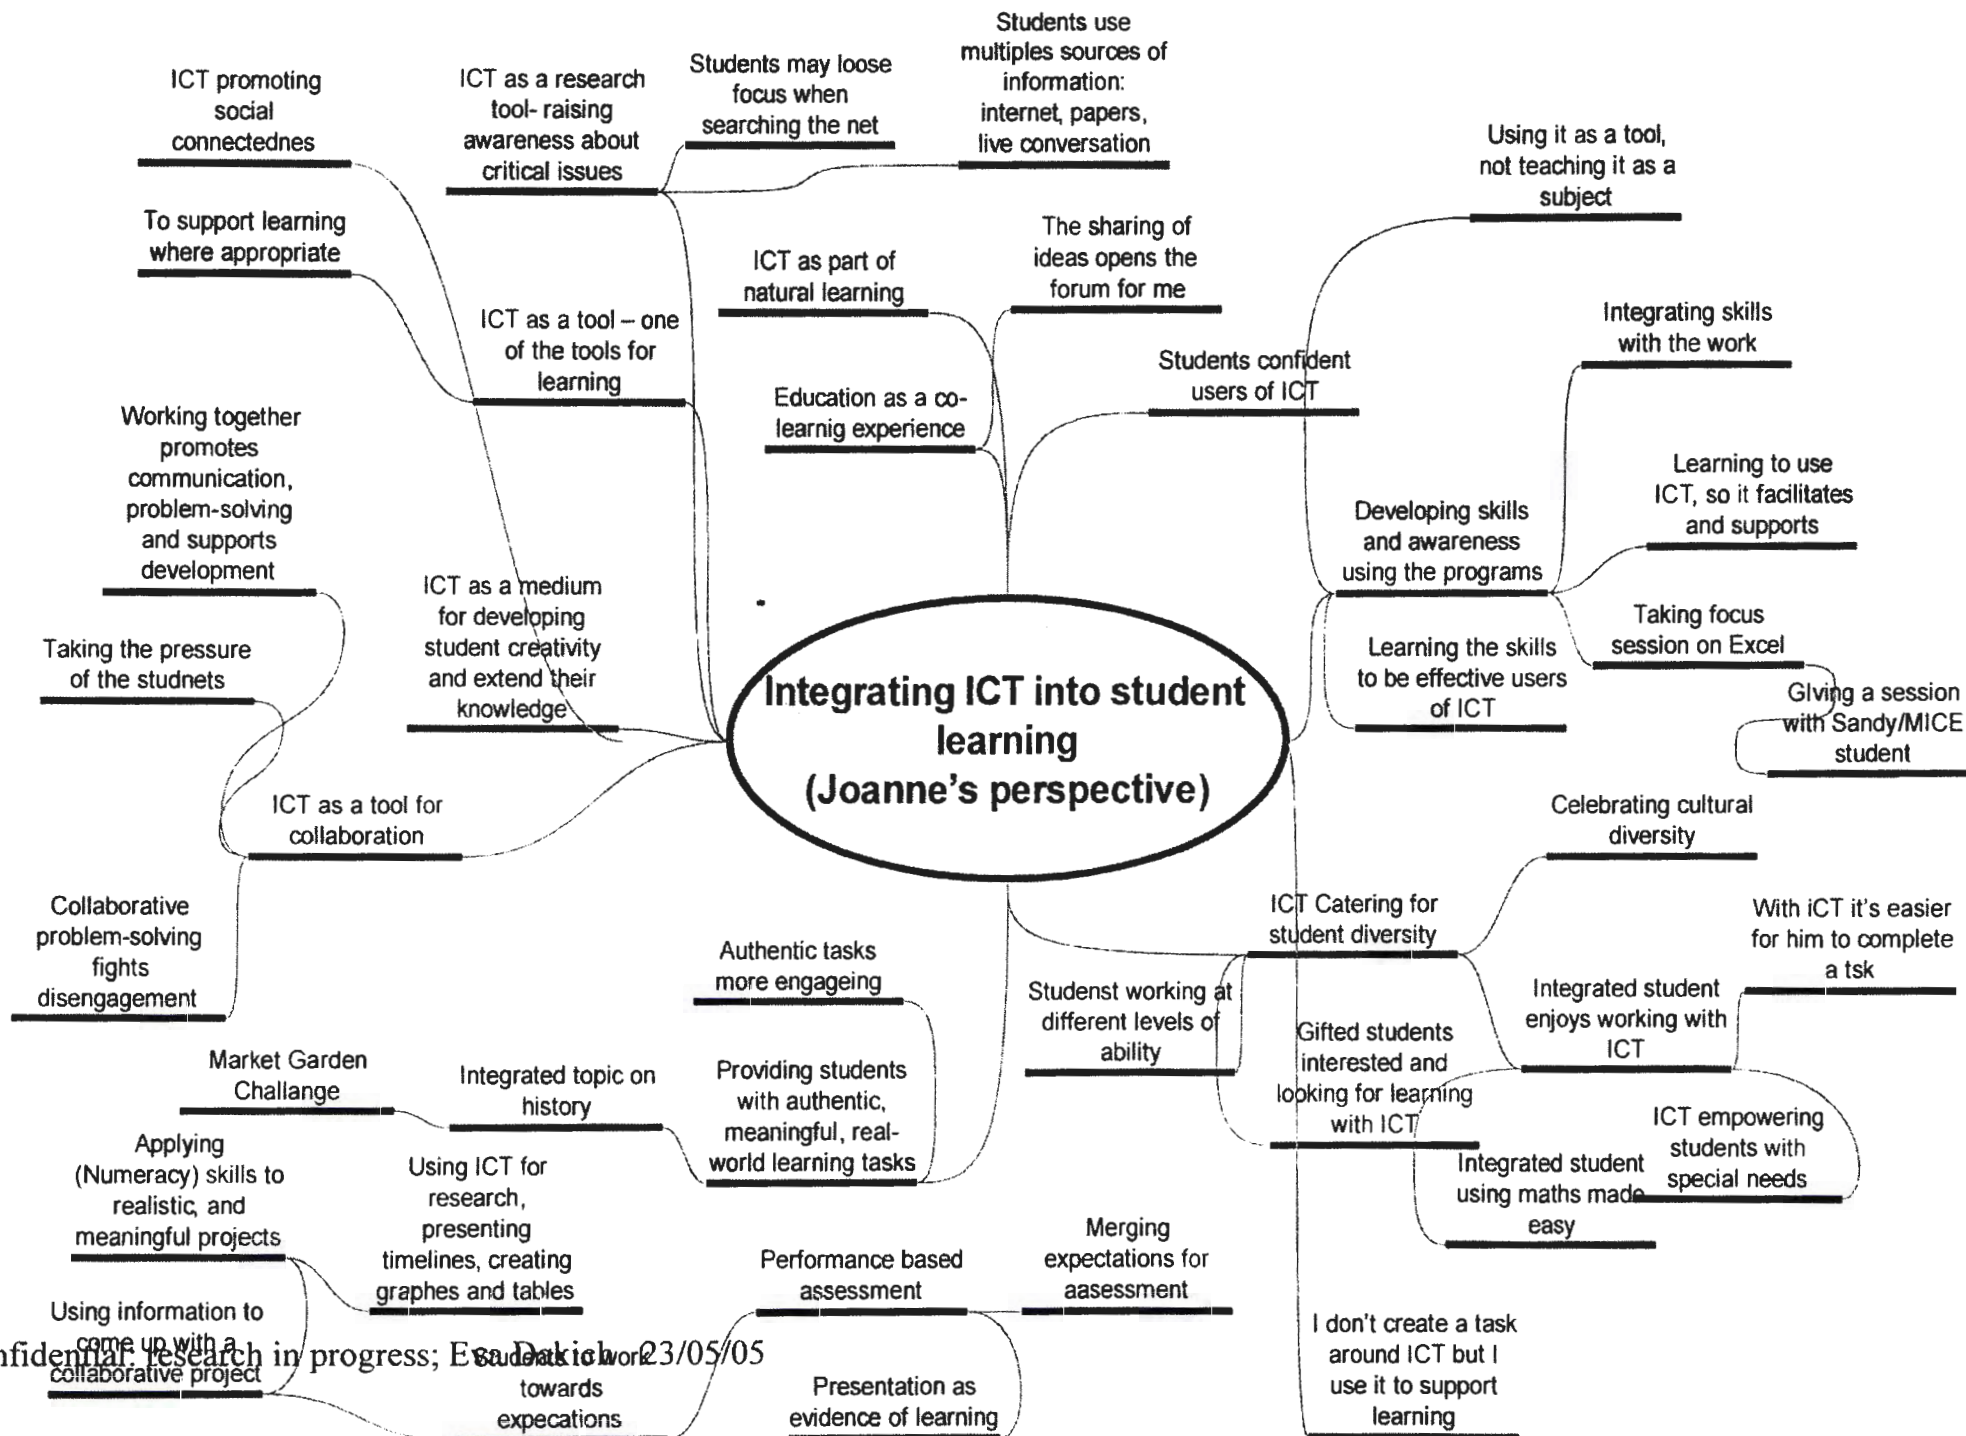 Students use
multiples sources of
information:
internet, papers,
live conversation
Students may loose
focus when
searching the net
ICT as a research
tool- raising
awareness about
critical issues
ICT promoting
social
connectednes
Using it as a tool,
not teaching it as a
subject
To support learning
where appropriate
The sharing of
ideas opens the
forum for me
ICT as part of
natural learning
ICT as a tool – one
of the tools for
learning
Integrating skills
with the work
Students confident
users of ICT
Education as a co-
learnig experience
Working together
promotes
communication,
problem-solving
and supports
development
Learning to use
ICT, so it facilitates
and supports
Developing skills
and awareness
using the programs
ICT as a medium
for developing
student creativity
and extend their
knowledge
Taking focus
session on Excel
Taking the pressure
of the studnets
Learning the skills
to be effective users
of ICT
GIving a session
with Sandy/MICE
student
Integrating ICT into student
learning
(Joanne's perspective)
ICT as a tool for
collaboration
Celebrating cultural
diversity
Collaborative
problem-solving
fights
disengagement
ICT Catering for
student diversity
With iCT it's easier
for him to complete
a tsk
Authentic tasks
more engageing
Studenst working at
different levels of
ability
Integrated student
enjoys working with
ICT
Gifted students
interested and
looking for learning
with ICT
Market Garden
Challange
Integrated topic on
history
Providing students
with authentic,
meaningful, real-
world learning tasks
ICT empowering
students with
special needs
Applying
(Numeracy) skills to
realistic, and
meaningful projects
Using ICT for
research,
presenting
timelines, creating
graphes and tables
Integrated student
using maths made
easy
Merging
expectations for
aasessment
Performance based
assessment
Using information to
come up with a
collaborative project
nfidential: research in progress; Eva Dakich 23/05/05
Students to work
towards
expecations
Presentation as
evidence of learning
I don't create a task
around ICT but I
use it to support
learning